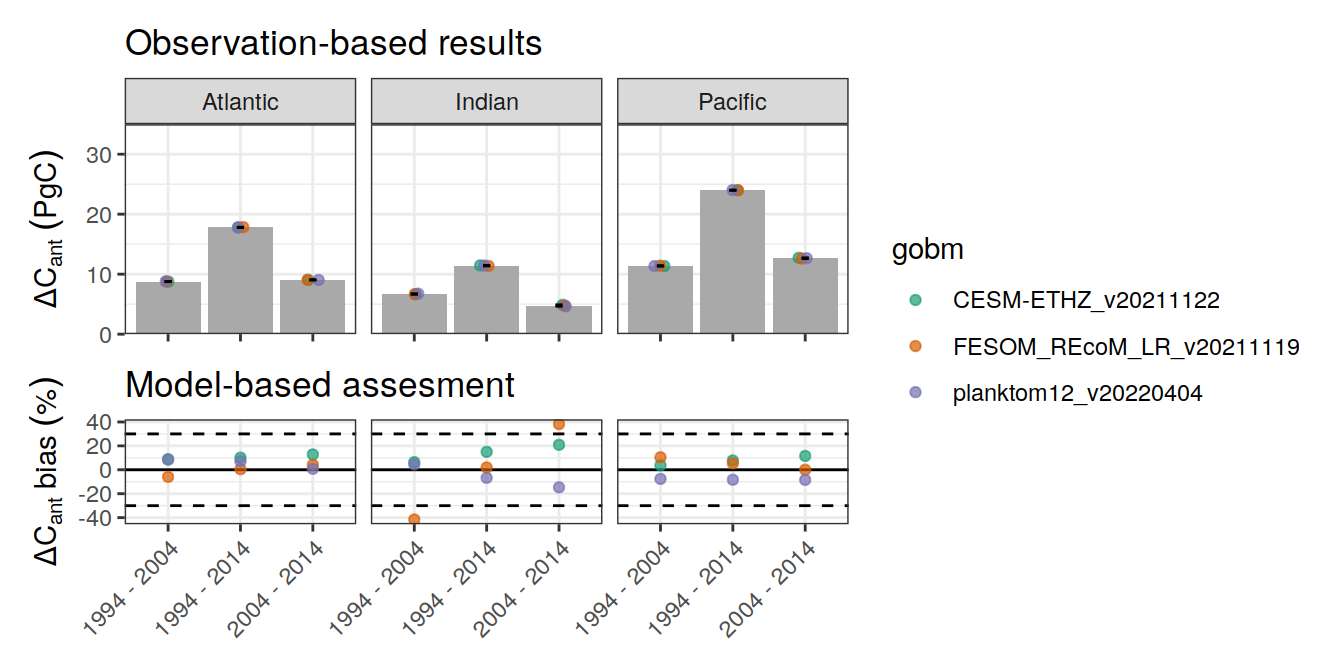 Observation-based results
Atlantic
Indian
Pacific
ΔCant (PgC)
30
20
10
0
Model-based assesment
ΔCant bias (%)
40
20
0
-20
-40
1994 - 2004
1994 - 2014
2004 - 2014
1994 - 2004
1994 - 2014
2004 - 2014
1994 - 2004
1994 - 2014
2004 - 2014
gobm
CESM-ETHZ_v20211122
FESOM_REcoM_LR_v20211119
planktom12_v20220404